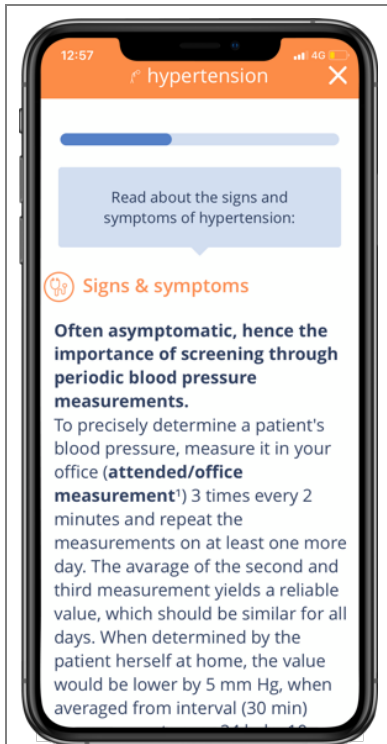 12:57
4G
hypertension
Read about the signs and
symptoms of hypertension:
Signs & symptoms
Often asymptomatic, hence the
importance of screening through
periodic blood pressure
measurements.
To precisely determine a patient's
blood pressure, measure it in your
office (attended/office
measurement¹) 3 times every 2
minutes and repeat the
measurements on at least one more
day. The avarage of the second and
third measurement yields a reliable
value, which should be similar for all
days. When determined by the
patient herself at home, the value
would be lower by 5 mm Hg, when
averaged from interval (30 min)